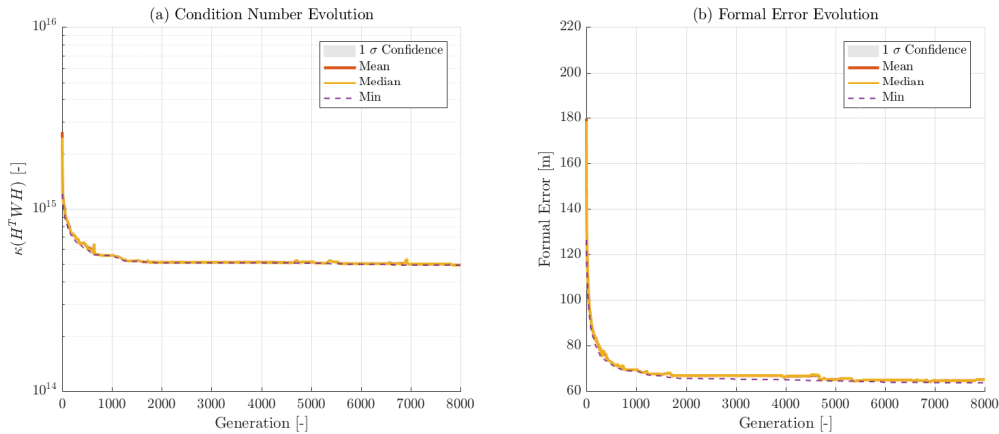 (a) Condition Number Evolution
10^16
10^15
10^14
κ(H^T WH) [-]
1 σ Confidence
Mean
Median
Min
0 1000 2000 3000 4000 5000 6000 7000 8000
Generation [-]
(b) Formal Error Evolution
220
200
180
160
140
120
100
80
60
Formal Error [m]
1 σ Confidence
Mean
Median
Min
0 1000 2000 3000 4000 5000 6000 7000 8000
Generation [-]